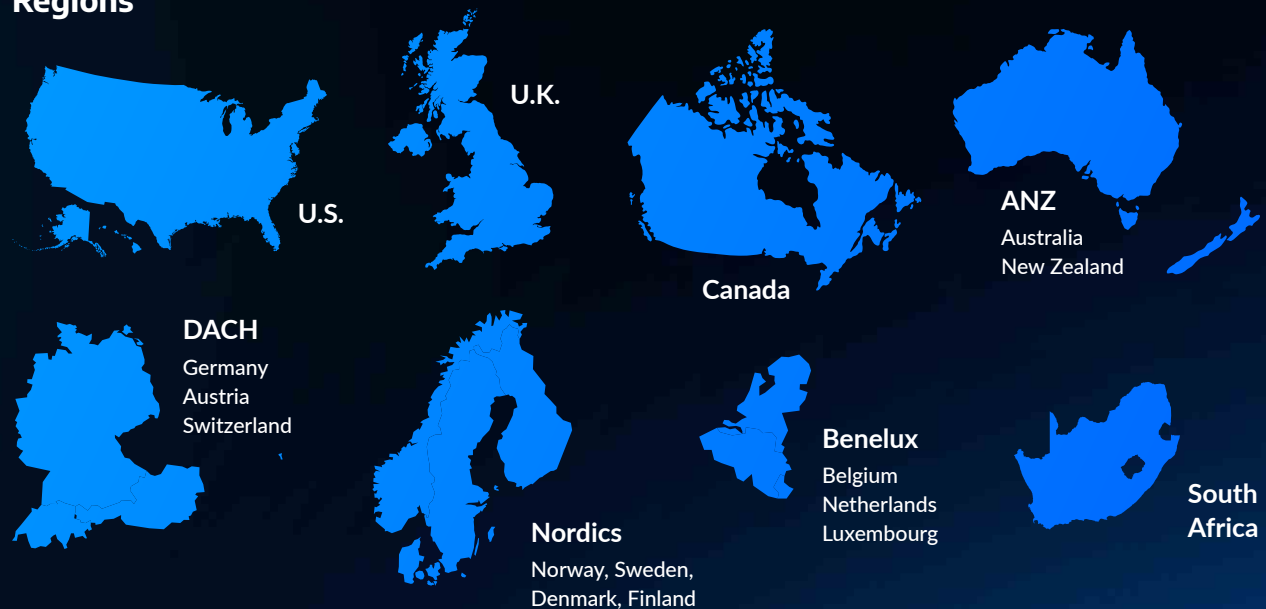 Regions
U.S.
U.K.
Canada
ANZ
Australia
New Zealand
DACH
Germany
Austria
Switzerland
Nordics
Norway, Sweden,
Denmark, Finland
Benelux
Belgium
Netherlands
Luxembourg
South
Africa